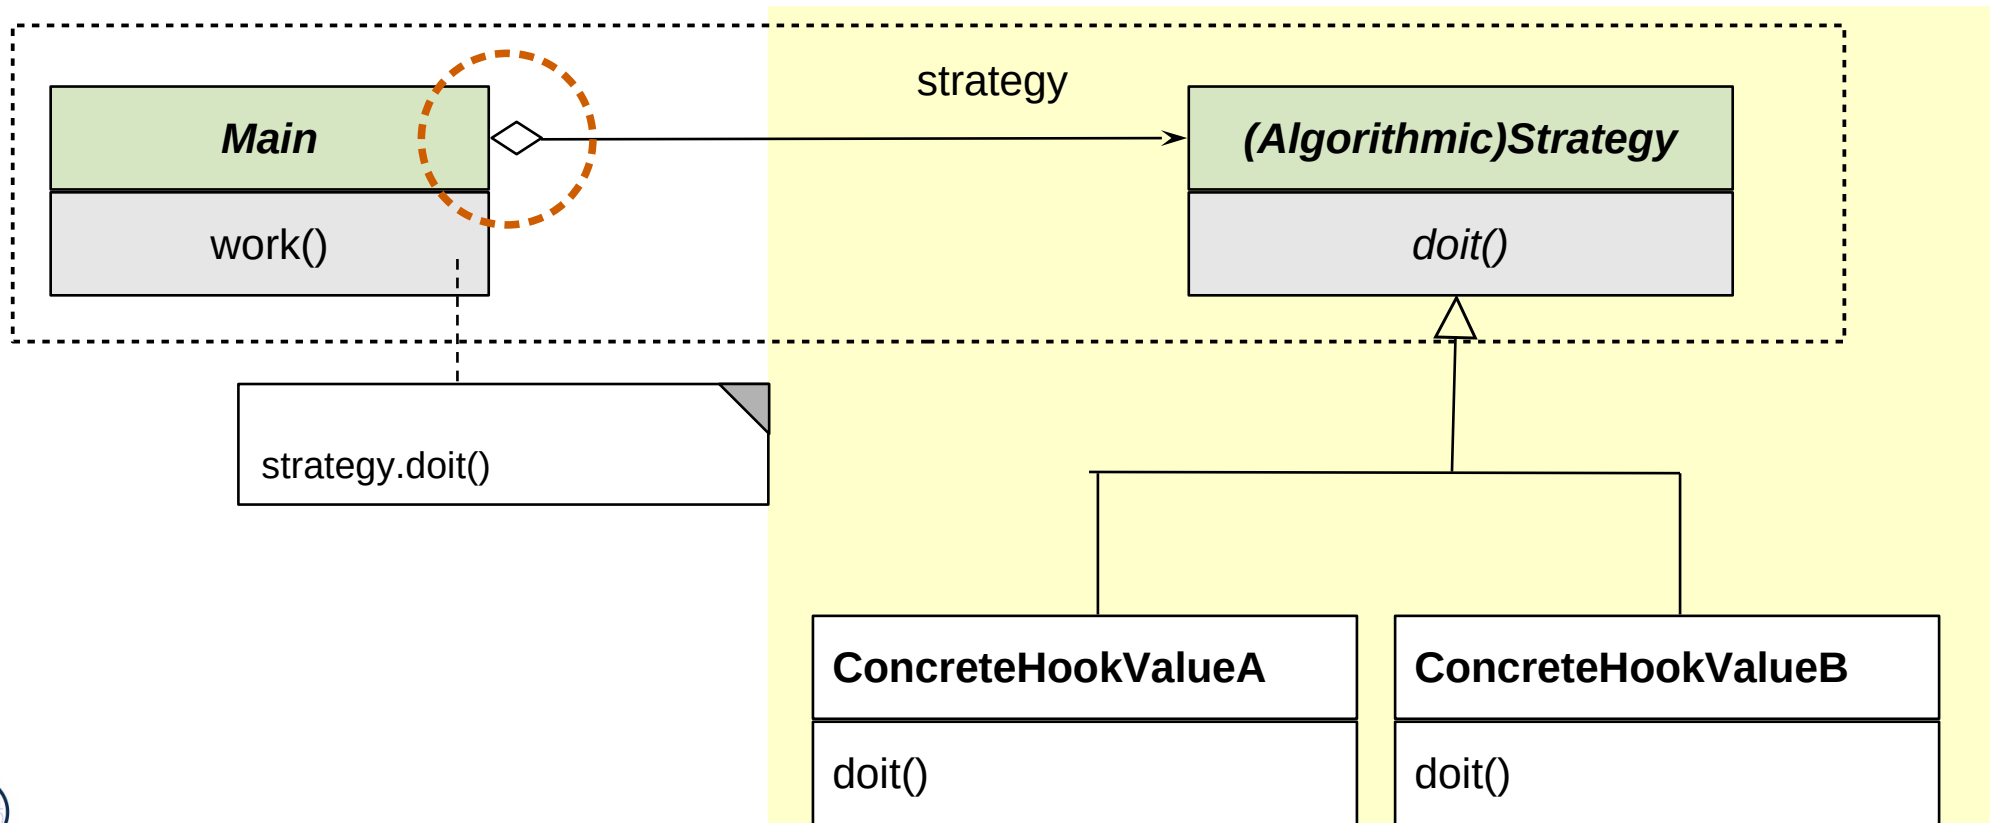 strategy
Main
(Algorithmic)Strategy
work()
doit()
strategy.doit()
ConcreteHookValueA
ConcreteHookValueB
doit()
doit()